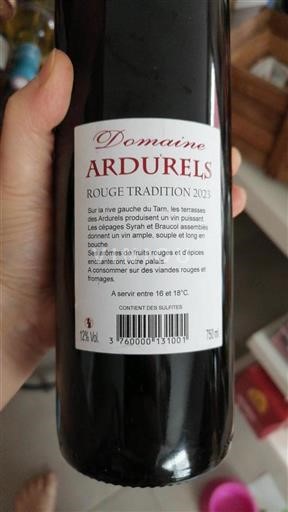 Domaine
ARDURELS
ROUGE TRADITION 2023
Sur la rive gauche du Tarn, les terrasses
des Ardurels produisent un vin puissant.
Les cépages Syrah et Braucol assemblés
donnent un vin ample, souple et long en
bouche.
Ses arômes de fruits rouges et d'épices
enchanteront votre palais.
A consommer sur des viandes rouges et
fromages.
A servir entre 16 et 18°C.
CONTIENT DES SULFITES
12% Vol.
750 ml
3 760000 131001